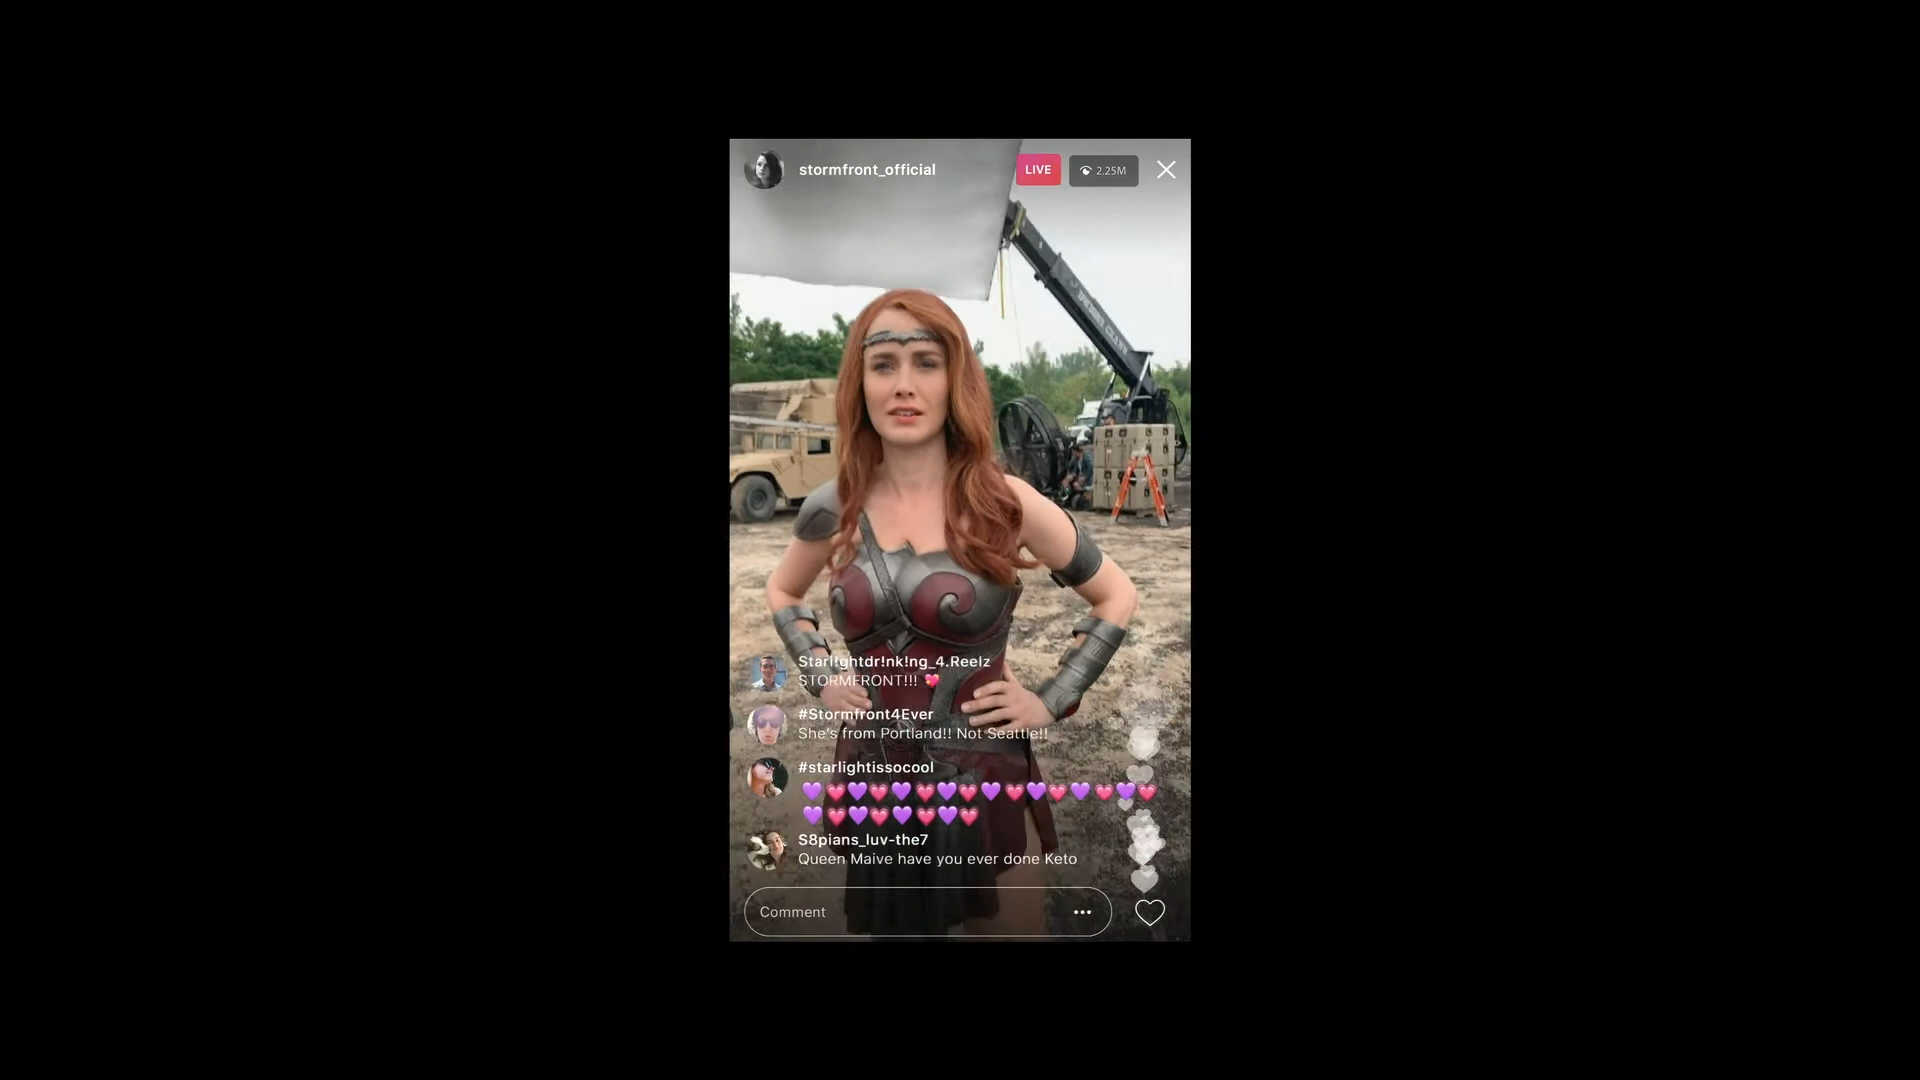 stormfront_official
LIVE
2.25M
Starl!ghtdr!nk!ng_4.Reelz
STORMFRONT!!! 💖
#Stormfront4Ever
She's from Portland!! Not Seattle!!
#starlightissocool
💜💗💜💗💜💗💜💗💜💗💜💗💜💗💜💗
💜💗💜💗💜💗💜💗
S8pians_luv-the7
Queen Maive have you ever done Keto
Comment